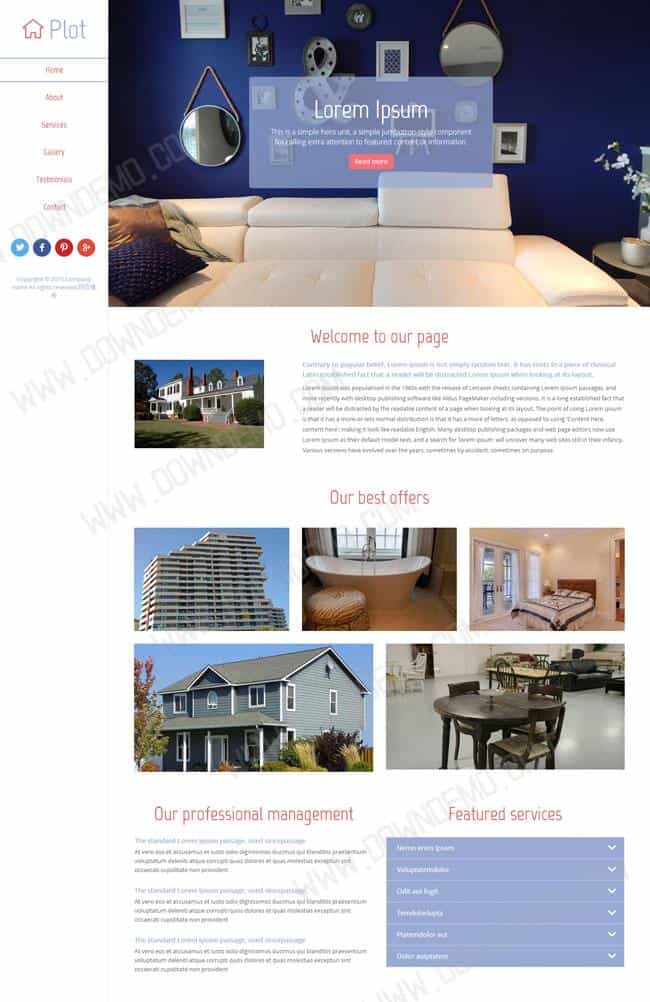 Plot
Home
About
Services
Gallery
Testimonials
Contact
Copyright © 2015.Company
name All rights reserved.
Lorem Ipsum
This is a simple hero unit, a simple jumbotron-style component
for calling extra attention to featured content or information.
Read more
Welcome to our page
Contrary to popular belief, Lorem Ipsum is not simply random text. It has roots in a piece of classical
Latin established fact that a reader will be distracted Lorem Ipsum when looking at its layout.
Lorem Ipsum was popularised in the 1960s with the release of Letraset sheets containing Lorem Ipsum passages, and
more recently with desktop publishing software like Aldus PageMaker including versions. It is a long established fact that
a reader will be distracted by the readable content of a page when looking at its layout. The point of using Lorem Ipsum
is that it has a more-or-less normal distribution is that it has a more of letters, as opposed to using 'Content here,
content here', making it look like readable English. Many desktop publishing packages and web page editors now use
Lorem Ipsum as their default model text, and a search for 'lorem ipsum' will uncover many web sites still in their infancy.
Various versions have evolved over the years, sometimes by accident, sometimes on purpose.
Our best offers
Our professional management
The standard Lorem Ipsum passage, used
At vero eos et accusamus et iusto odio dignissimos ducimus qui blanditiis praesentium
voluptatum deleniti atque corrupti quos dolores et quas molestias excepturi sint
occaecati cupiditate non provident
The standard Lorem Ipsum passage, used
At vero eos et accusamus et iusto odio dignissimos ducimus qui blanditiis praesentium
voluptatum deleniti atque corrupti quos dolores et quas molestias excepturi sint
occaecati cupiditate non provident
The standard Lorem Ipsum passage, used
At vero eos et accusamus et iusto odio dignissimos ducimus qui blanditiis praesentium
voluptatum deleniti atque corrupti quos dolores et quas molestias excepturi sint
occaecati cupiditate non provident
Featured services
Nemo enim Ipsam
Voluptatemdolor
Odit aut fugit
Temdoloolupta
Platemdolor aut
Dolor auiptatem
WWW.DOWNDEMO.COM